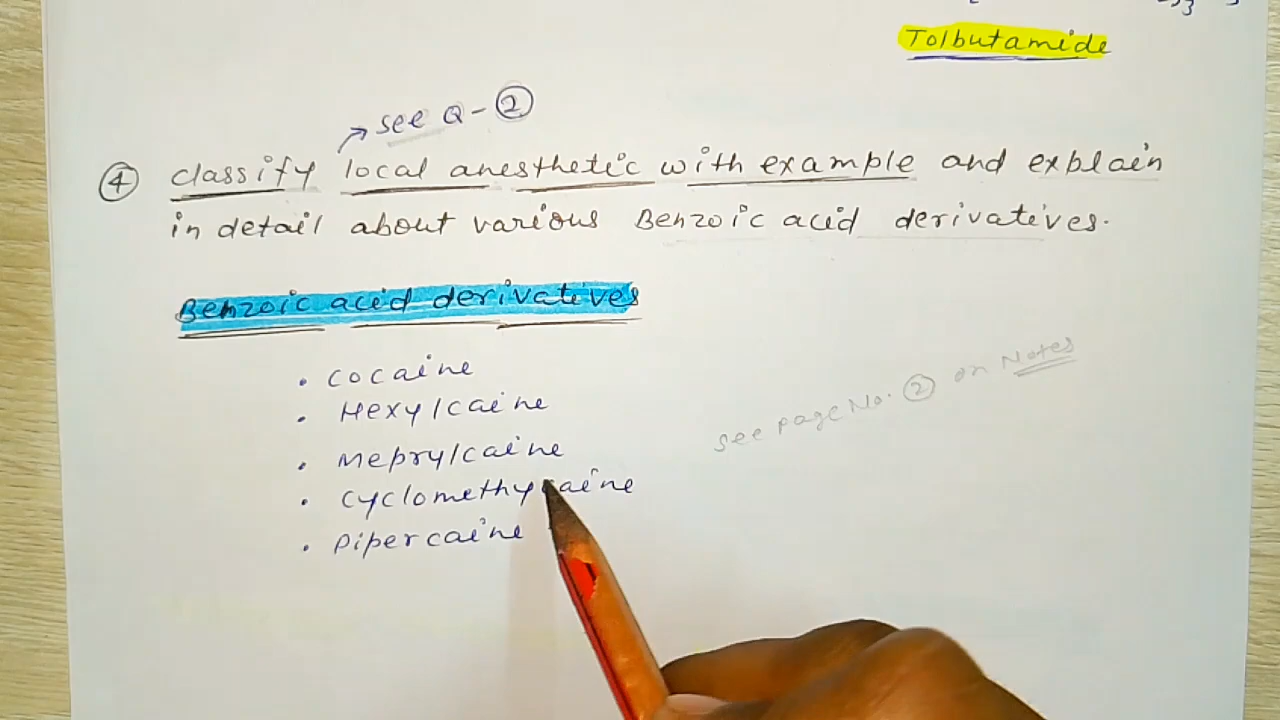 Tolbutamide
see Q - 2
4 classify local anesthetic with example and explain
in detail about various Benzoic acid derivatives.
Benzoic acid derivatives
• cocaine
• Hexylcaine
• Meprylcaine
• cyclomethycaine
• Pipercaine
see page No. 2 on Notes